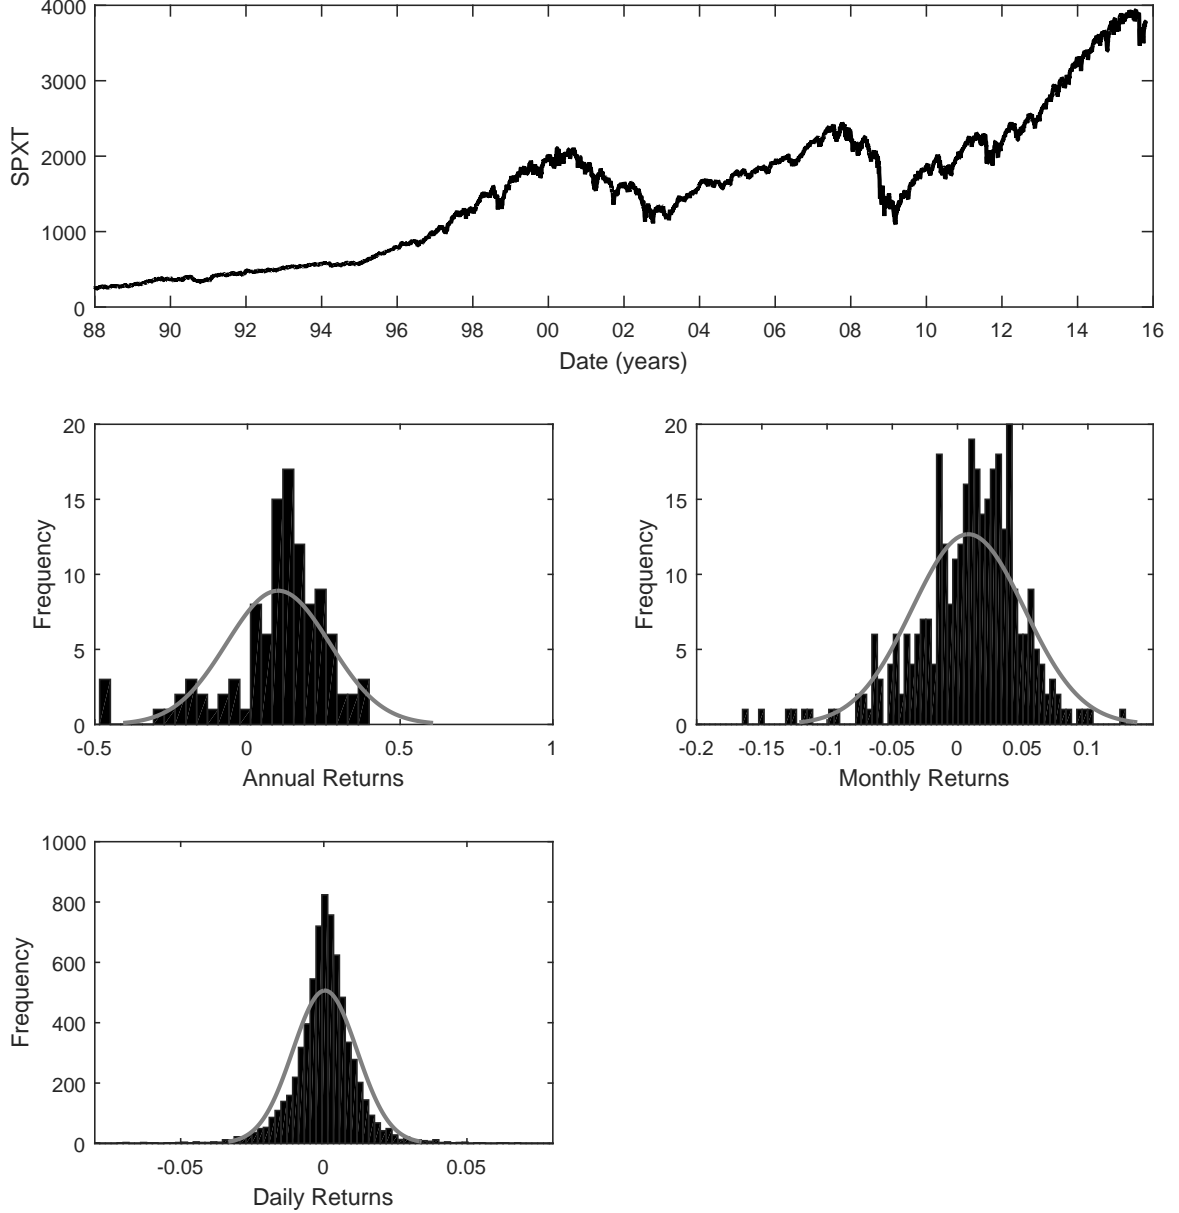 4000
3000
2000
1000
0
SPXT
88 90 92 94 96 98 00 02 04 06 08 10 12 14 16
Date (years)
20
15
10
5
0
Frequency
-0.5 0 0.5 1
Annual Returns
20
15
10
5
0
Frequency
-0.2 -0.15 -0.1 -0.05 0 0.05 0.1
Monthly Returns
1000
800
600
400
200
0
Frequency
-0.05 0 0.05
Daily Returns